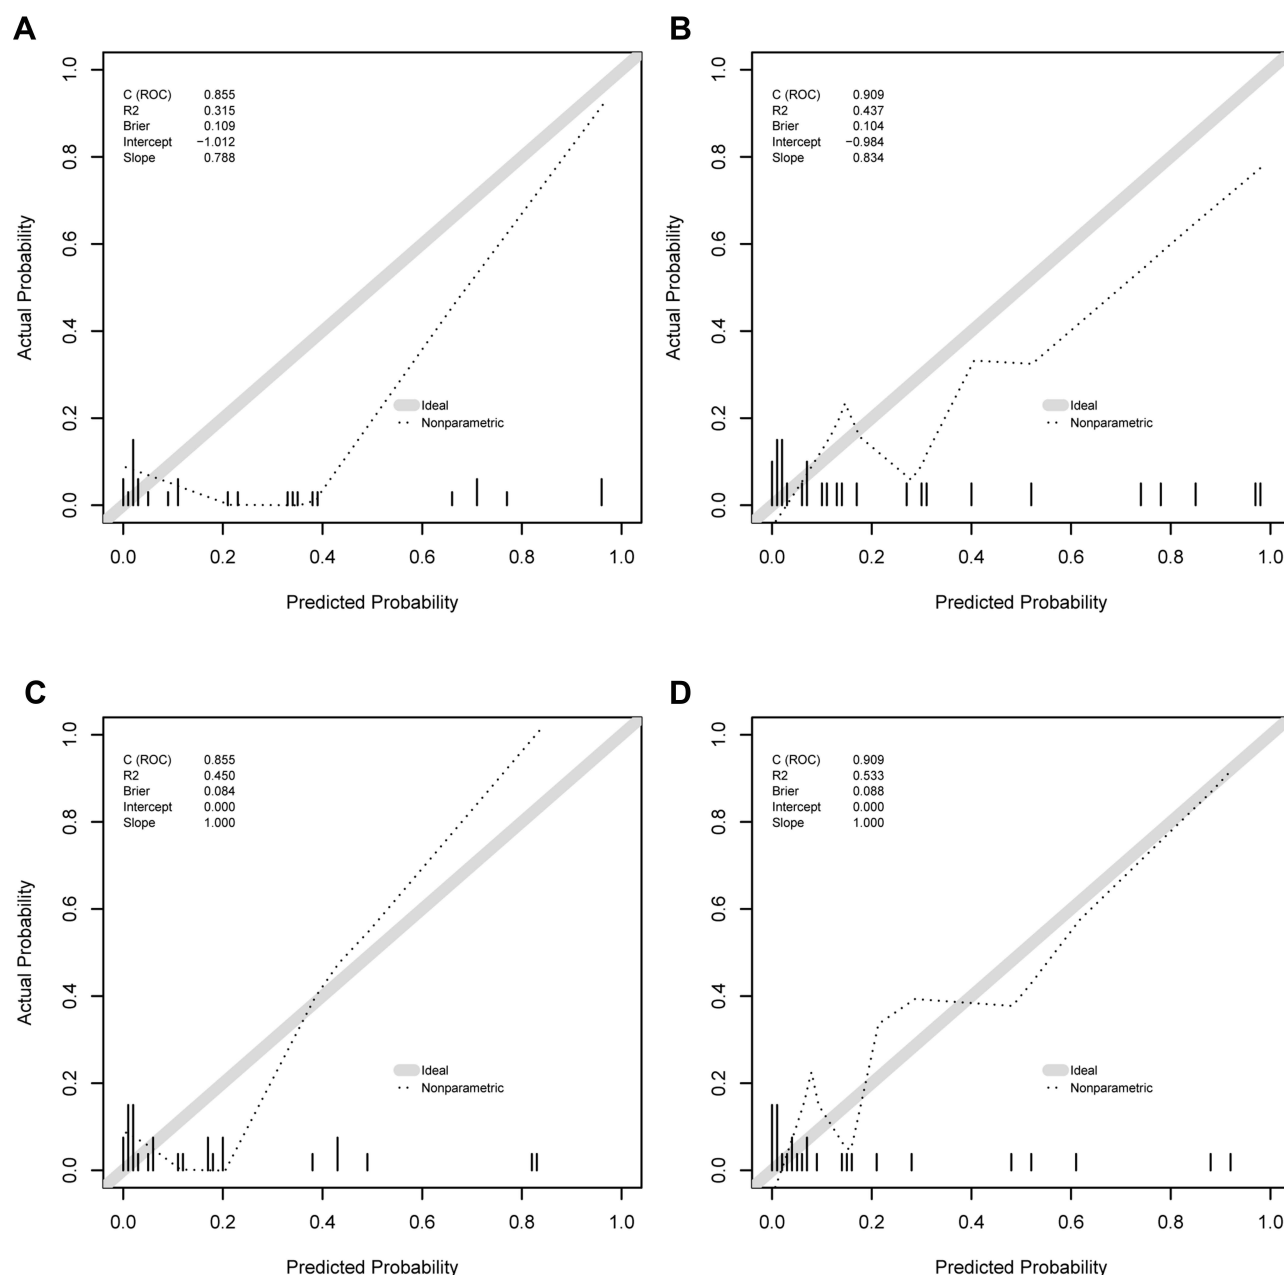 A
1.0
0.8
0.6
0.4
0.2
0.0
Actual Probability
C (ROC) 0.855
R2 0.315
Brier 0.109
Intercept −1.012
Slope 0.788
Ideal
Nonparametric
0.0 0.2 0.4 0.6 0.8 1.0
Predicted Probability
B
1.0
0.8
0.6
0.4
0.2
0.0
Actual Probability
C (ROC) 0.909
R2 0.437
Brier 0.104
Intercept −0.984
Slope 0.834
Ideal
Nonparametric
0.0 0.2 0.4 0.6 0.8 1.0
Predicted Probability
C
1.0
0.8
0.6
0.4
0.2
0.0
Actual Probability
C (ROC) 0.855
R2 0.450
Brier 0.084
Intercept 0.000
Slope 1.000
Ideal
Nonparametric
0.0 0.2 0.4 0.6 0.8 1.0
Predicted Probability
D
1.0
0.8
0.6
0.4
0.2
0.0
C (ROC) 0.909
R2 0.533
Brier 0.088
Intercept 0.000
Slope 1.000
Ideal
Nonparametric
0.0 0.2 0.4 0.6 0.8 1.0
Predicted Probability